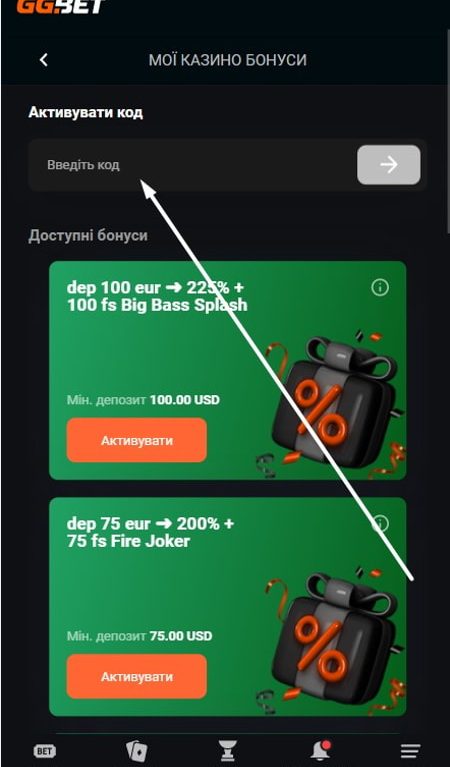 GG.BET
МОЇ КАЗИНО БОНУСИ
Активувати код
Введіть код
Доступні бонуси
dep 100 eur ➜ 225% +
100 fs Big Bass Splash
Мін. депозит 100.00 USD
Активувати
dep 75 eur ➜ 200% +
75 fs Fire Joker
Мін. депозит 75.00 USD
Активувати
BET